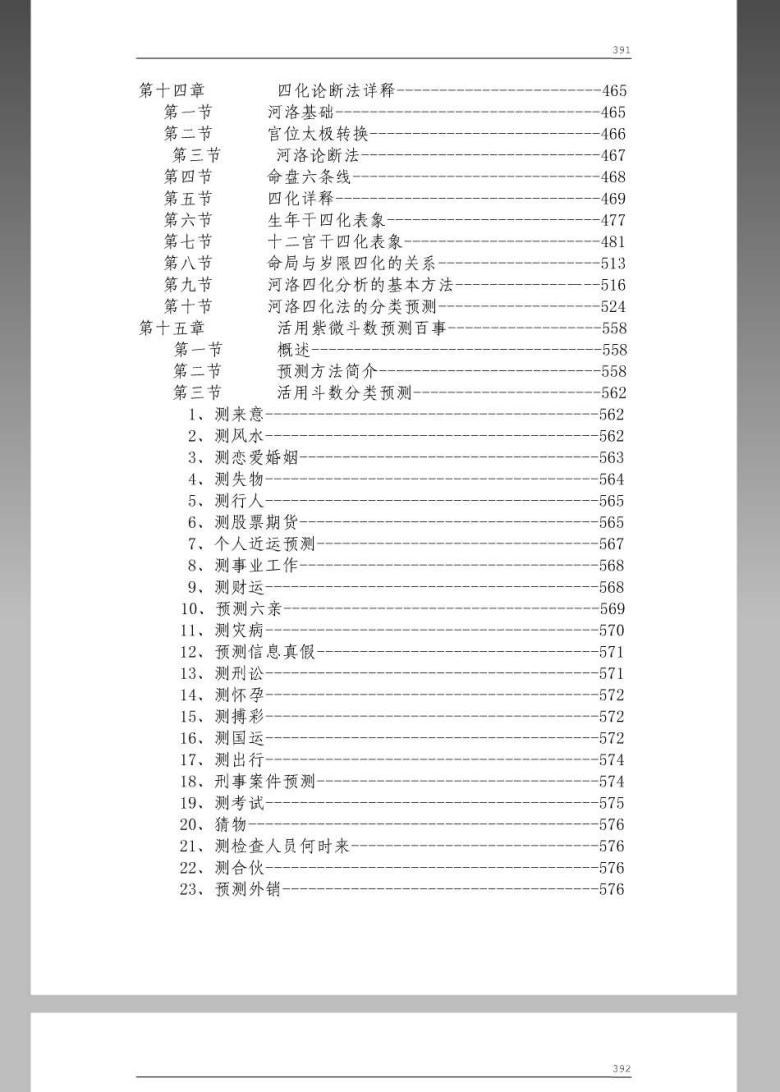 391
第十四章 四化论断法详释------------------------465
第一节 河洛基础-------------------------------465
第二节 官位太极转换---------------------------466
第三节 河洛论断法----------------------------467
第四节 命盘六条线-----------------------------468
第五节 四化详释-------------------------------469
第六节 生年干四化表象-------------------------477
第七节 十二宫干四化表象-----------------------481
第八节 命局与岁限四化的关系-------------------513
第九节 河洛四化分析的基本方法-----------------516
第十节 河洛四化法的分类预测-------------------524
第十五章 活用紫微斗数预测百事------------------558
第一节 概述----------------------------------558
第二节 预测方法简介--------------------------558
第三节 活用斗数分类预测----------------------562
1、测来意---------------------------------------562
2、测风水---------------------------------------562
3、测恋爱婚姻-----------------------------------563
4、测失物---------------------------------------564
5、测行人---------------------------------------565
6、测股票期货-----------------------------------565
7、个人近运预测---------------------------------567
8、测事业工作-----------------------------------568
9、测财运---------------------------------------568
10、预测六亲-------------------------------------569
11、测灾病---------------------------------------570
12、预测信息真假---------------------------------571
13、测刑讼---------------------------------------571
14、测怀孕---------------------------------------572
15、测搏彩---------------------------------------572
16、测国运---------------------------------------572
17、测出行---------------------------------------574
18、刑事案件预测---------------------------------574
19、测考试---------------------------------------575
20、猜物-----------------------------------------576
21、测检查人员何时来-----------------------------576
22、测合伙---------------------------------------576
23、预测外销-------------------------------------576
392